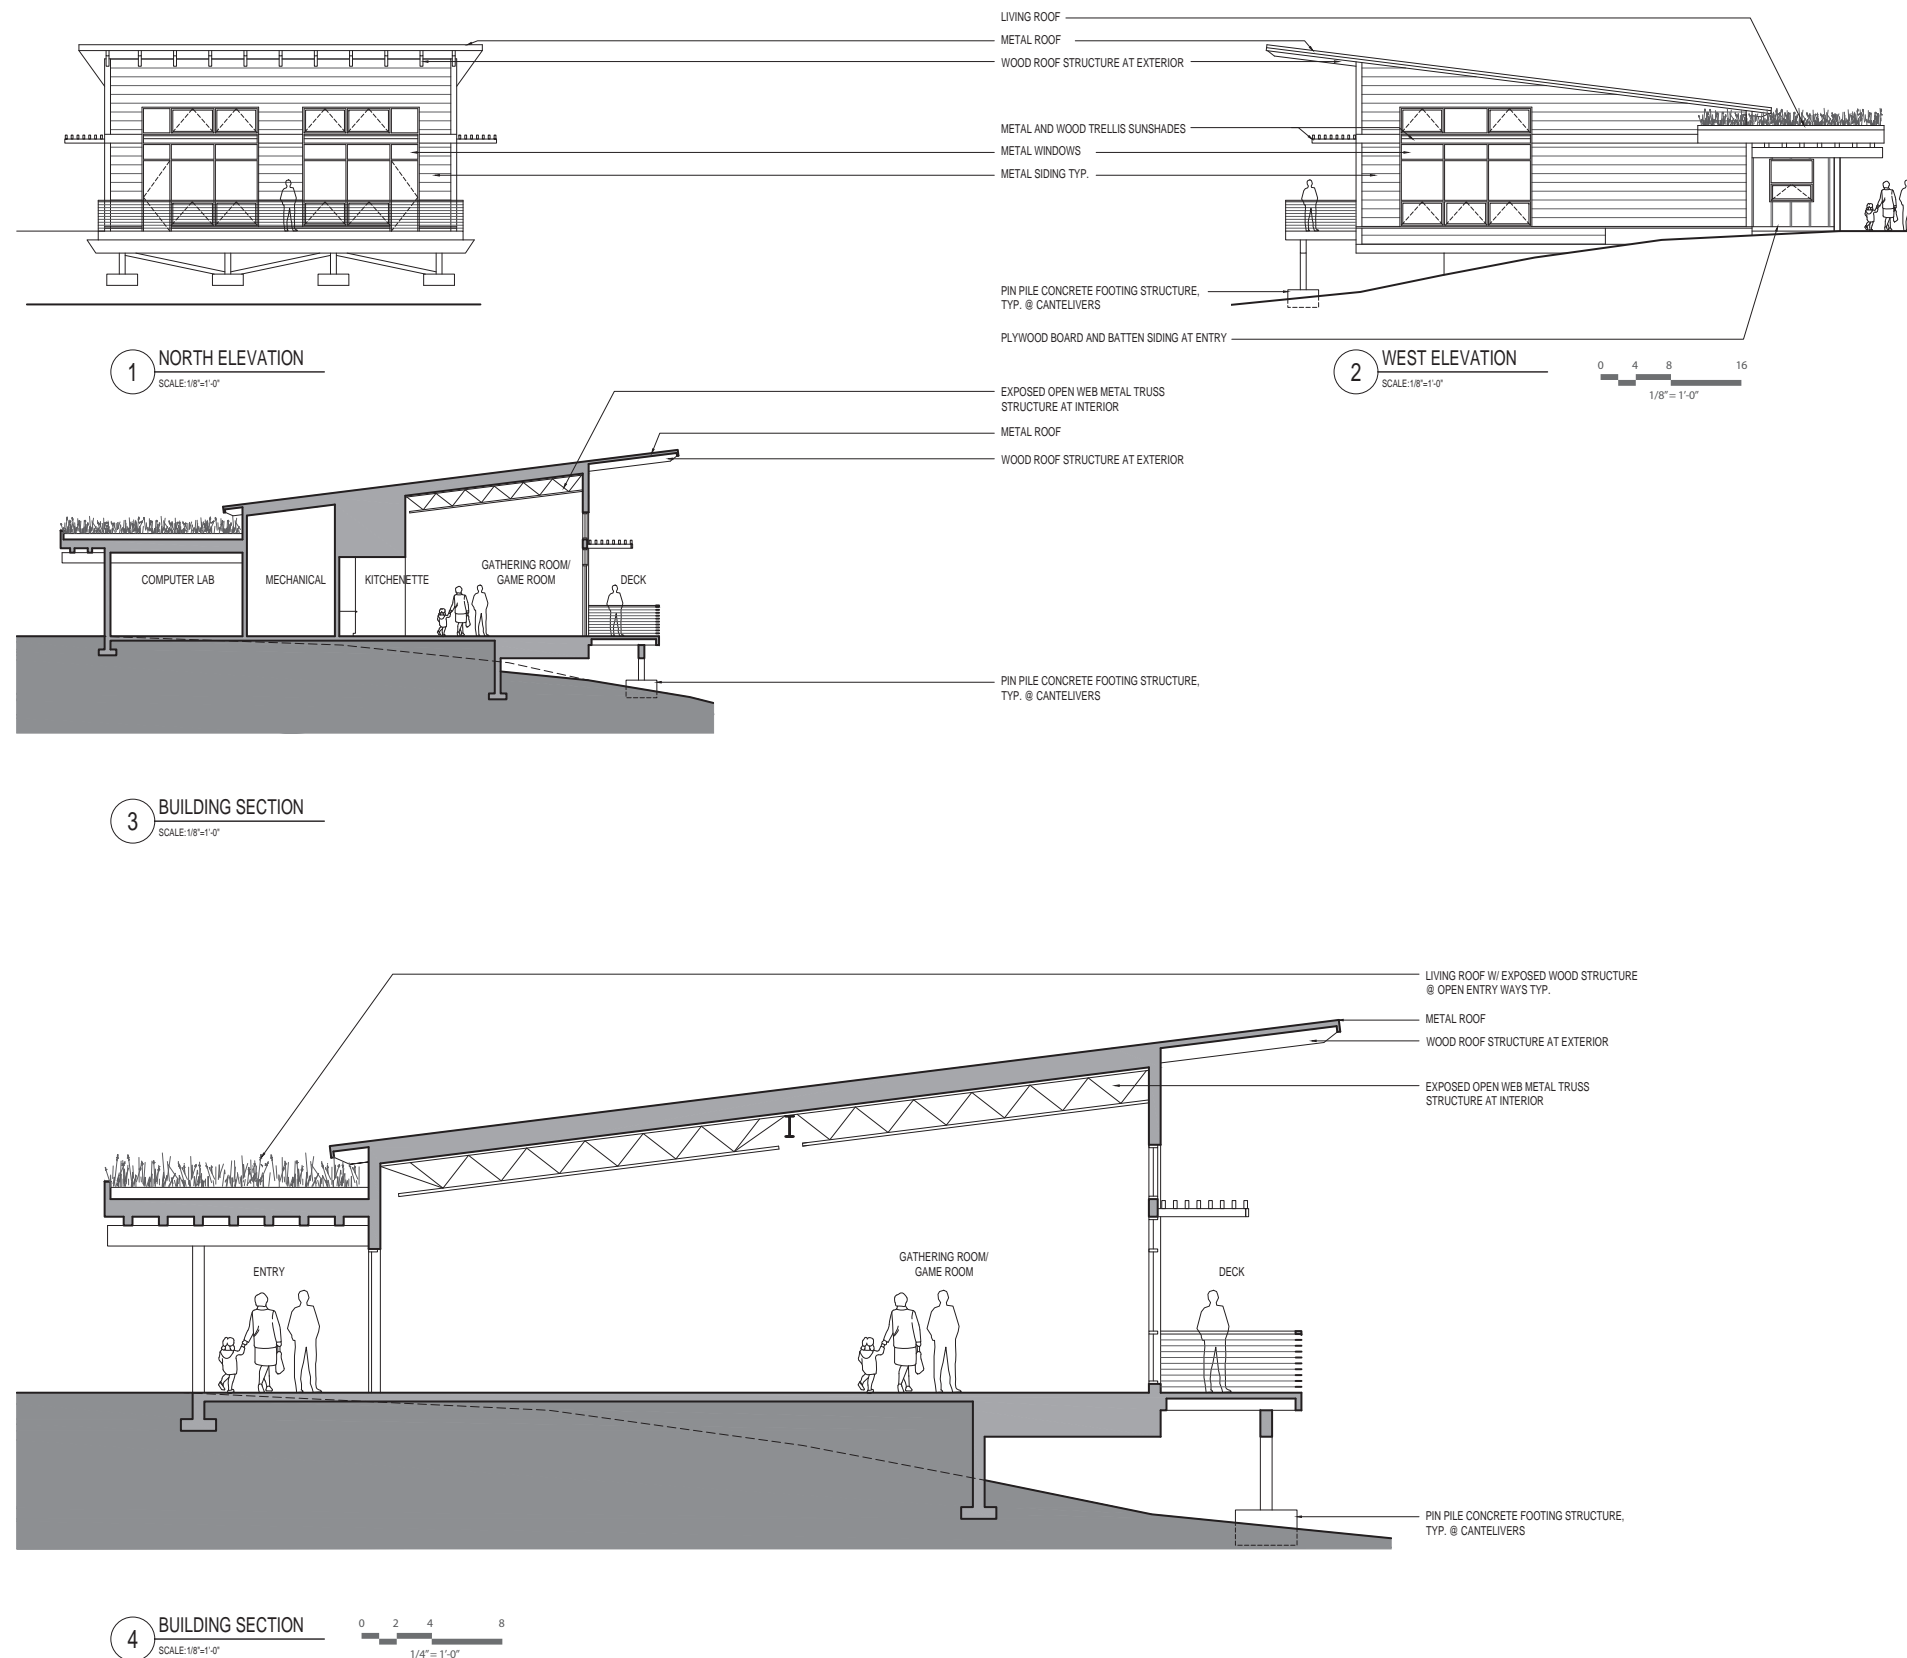 LIVING ROOF
METAL ROOF
WOOD ROOF STRUCTURE AT EXTERIOR
METAL AND WOOD TRELLIS SUNSHADES
METAL WINDOWS
METAL SIDING TYP.
PIN PILE CONCRETE FOOTING STRUCTURE,
TYP. @ CANTELIVERS
PLYWOOD BOARD AND BATTEN SIDING AT ENTRY
1
NORTH ELEVATION
SCALE:1/8"=1'-0"
2
WEST ELEVATION
SCALE:1/8"=1'-0"
0 4 8 16
1/8" = 1'-0"
EXPOSED OPEN WEB METAL TRUSS
STRUCTURE AT INTERIOR
METAL ROOF
WOOD ROOF STRUCTURE AT EXTERIOR
COMPUTER LAB
MECHANICAL
KITCHENETTE
GATHERING ROOM/
GAME ROOM
DECK
PIN PILE CONCRETE FOOTING STRUCTURE,
TYP. @ CANTELIVERS
3
BUILDING SECTION
SCALE:1/8"=1'-0"
LIVING ROOF W/ EXPOSED WOOD STRUCTURE
@ OPEN ENTRY WAYS TYP.
METAL ROOF
WOOD ROOF STRUCTURE AT EXTERIOR
EXPOSED OPEN WEB METAL TRUSS
STRUCTURE AT INTERIOR
ENTRY
GATHERING ROOM/
GAME ROOM
DECK
PIN PILE CONCRETE FOOTING STRUCTURE,
TYP. @ CANTELIVERS
4
BUILDING SECTION
SCALE:1/8"=1'-0"
0 2 4 8
1/4" = 1'-0"